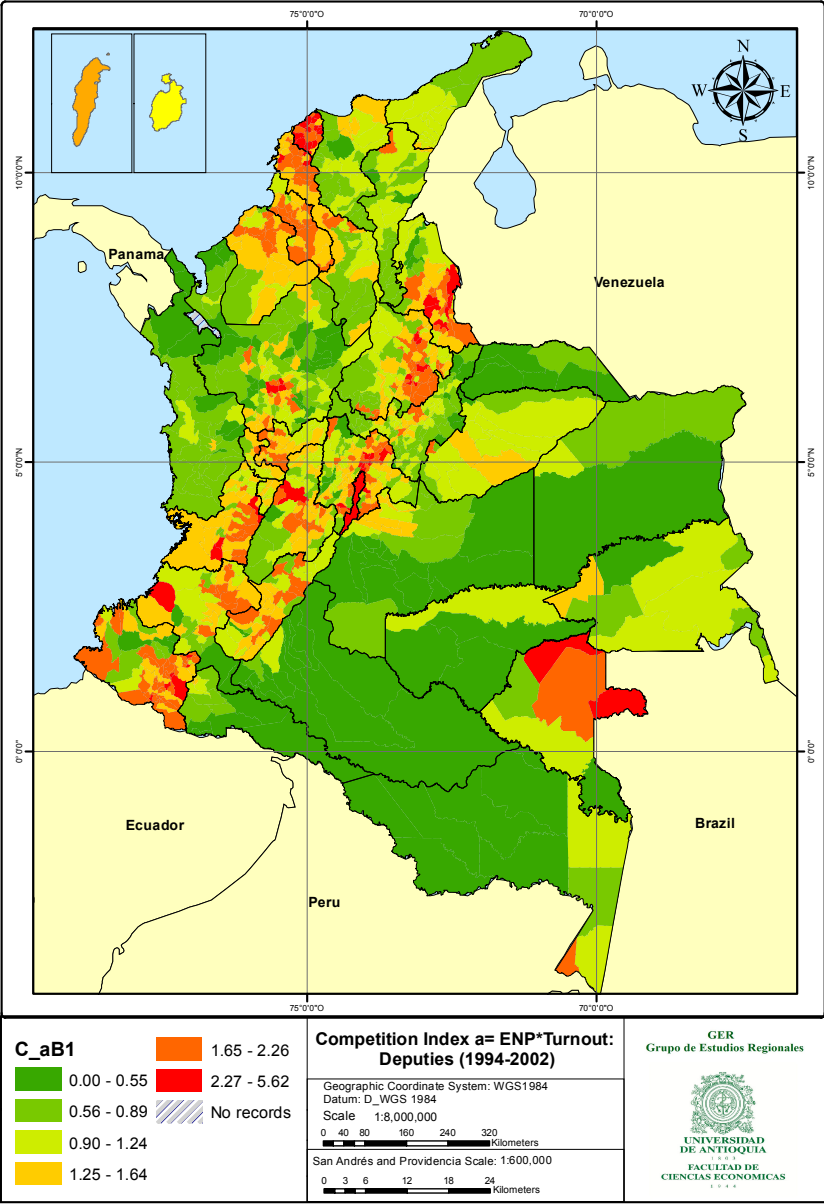 75°0'0"O 70°0'0"O
N
W E
S
10°0'0"N 10°0'0"N
Panama
Venezuela
5°0'0"N 5°0'0"N
0°0'0" 0°0'0"
Ecuador
Brazil
Peru
75°0'0"O 70°0'0"O
C_aB1
0.00 - 0.55
0.56 - 0.89
0.90 - 1.24
1.25 - 1.64
1.65 - 2.26
2.27 - 5.62
No records
Competition Index a= ENP*Turnout:
Deputies (1994-2002)
Geographic Coordinate System: WGS1984
Datum: D_WGS 1984
Scale 1:8,000,000
0 40 80 160 240 320
Kilometers
San Andrés and Providencia Scale: 1:600,000
0 3 6 12 18 24
Kilometers
GER
Grupo de Estudios Regionales
UNIVERSIDAD
DE ANTIOQUIA
1 8 0 3
FACULTAD DE
CIENCIAS ECONOMICAS